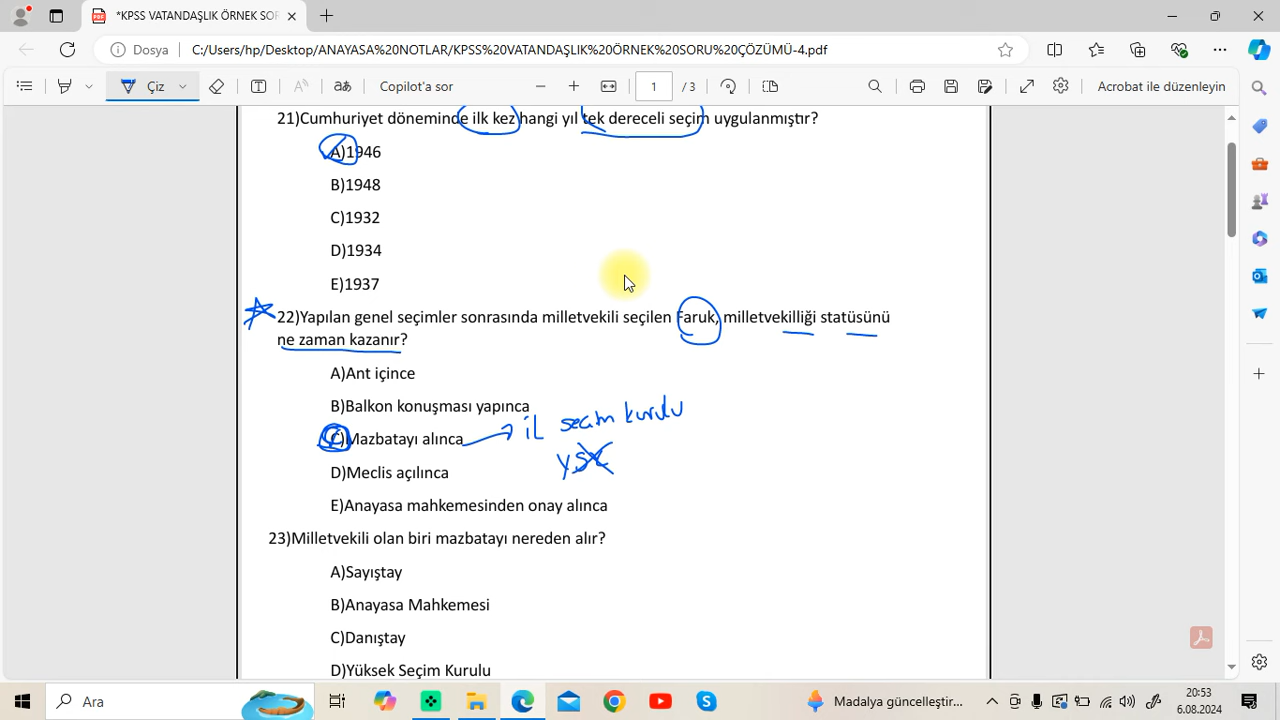 *KPSS VATANDAŞLIK ÖRNEK SOR
Dosya
C:/Users/hp/Desktop/ANAYASA%20NOTLAR/KPSS%20VATANDAŞLIK%20ÖRNEK%20SORU%20ÇÖZÜMÜ-4.pdf
Çiz
aあ
Copilot'a sor
1 / 3
Acrobat ile düzenleyin
21)Cumhuriyet döneminde ilk kez hangi yıl tek dereceli seçim uygulanmıştır?
A)1946
B)1948
C)1932
D)1934
E)1937
22)Yapılan genel seçimler sonrasında milletvekili seçilen Faruk, milletvekilliği statüsünü
ne zaman kazanır?
A)Ant içince
B)Balkon konuşması yapınca
C)Mazbatayı alınca
il seçim kurulu
YSK
D)Meclis açılınca
E)Anayasa mahkemesinden onay alınca
23)Milletvekili olan biri mazbatayı nereden alır?
A)Sayıştay
B)Anayasa Mahkemesi
C)Danıştay
D)Yüksek Seçim Kurulu
Ara
Madalya güncelleştir...
20:53
6.08.2024